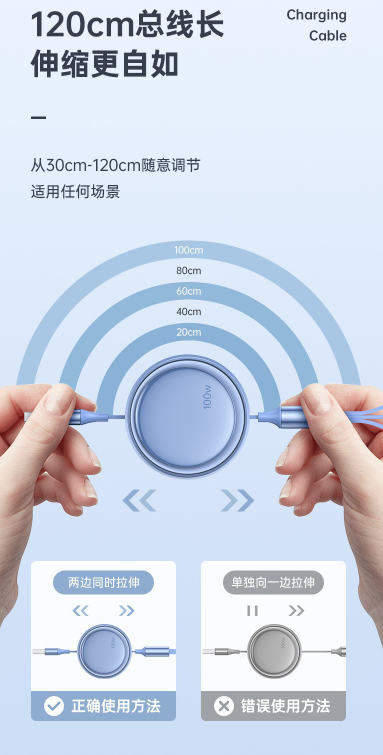 120cm总线长
伸缩更自如
Charging
Cable
从30cm-120cm随意调节
适用任何场景
100cm
80cm
60cm
40cm
20cm
100w
两边同时拉伸
单独向一边拉伸
正确使用方法
错误使用方法